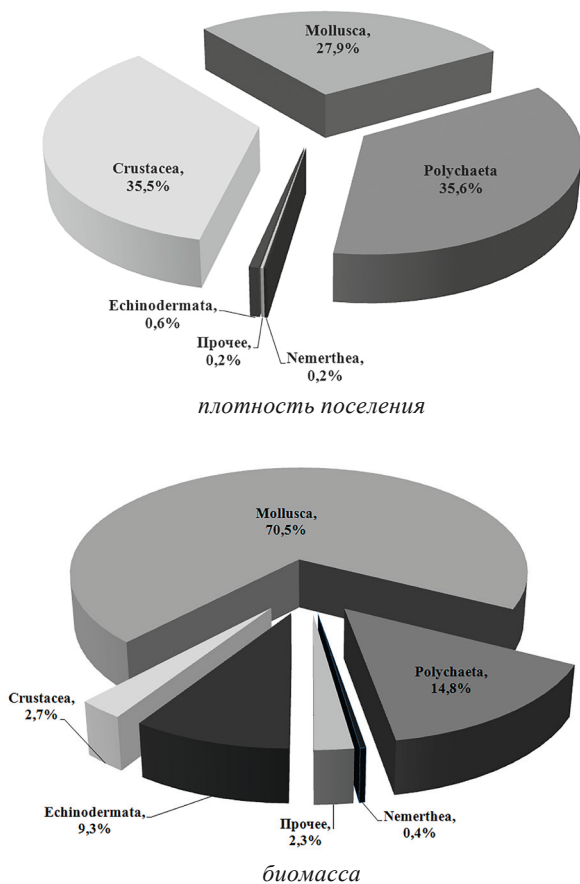 Mollusca,
27,9%
Polychaeta
35,6%
Crustacea,
35,5%
Echinodermata,
0,6%
Прочее,
0,2%
Nemerthea,
0,2%
плотность поселения
Mollusca,
70,5%
Polychaeta,
14,8%
Crustacea,
2,7%
Echinodermata,
9,3%
Прочее,
2,3%
Nemerthea,
0,4%
биомасса